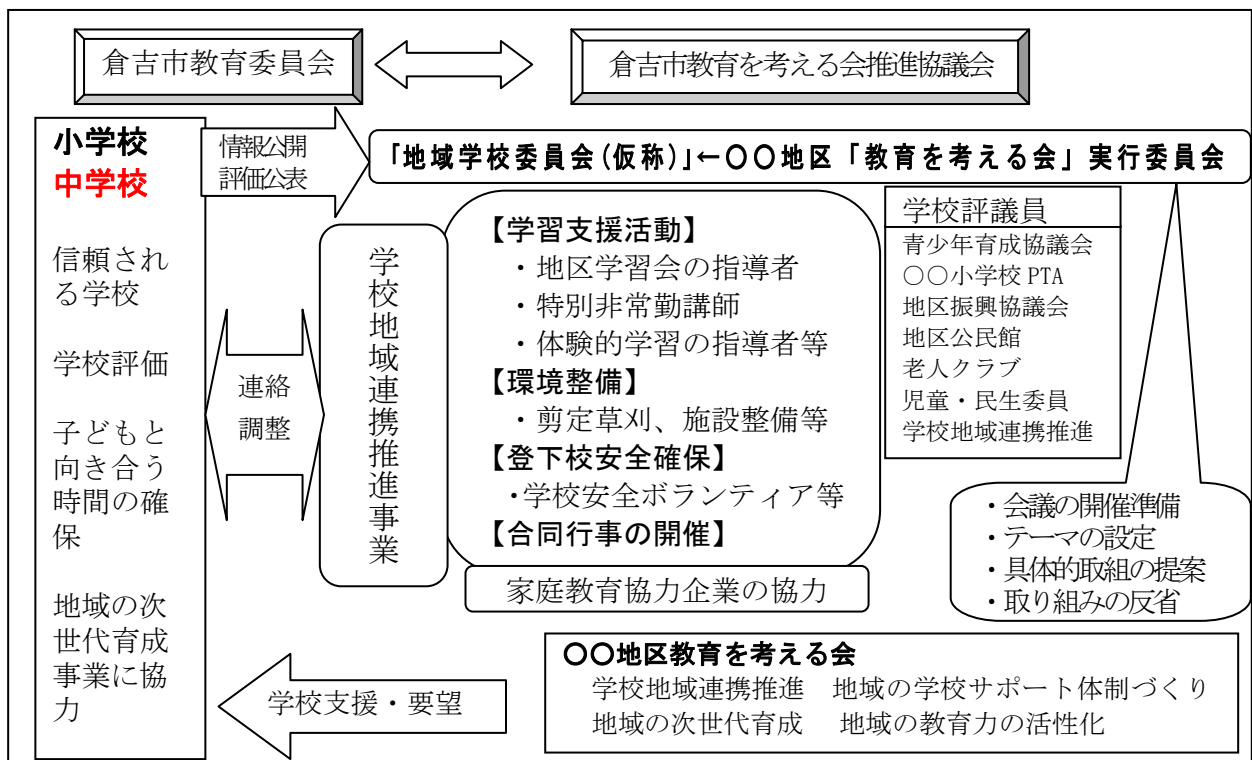 倉吉市教育委員会
倉吉市教育を考える会推進協議会
小学校
中学校
信頼され
る学校
学校評価
子どもと
向き合う
時間の確
保
地域の次
世代育成
事業に協
力
情報公開
評価公表
「地域学校委員会(仮称)」←〇〇地区「教育を考える会」実行委員会
連絡
調整
学校地域連携推進事業
【学習支援活動】
・地区学習会の指導者
・特別非常勤講師
・体験的学習の指導者等
【環境整備】
・剪定草刈、施設整備等
【登下校安全確保】
・学校安全ボランティア等
【合同行事の開催】
家庭教育協力企業の協力
学校評議員
青少年育成協議会
〇〇小学校 PTA
地区振興協議会
地区公民館
老人クラブ
児童・民生委員
学校地域連携推進
・会議の開催準備
・テーマの設定
・具体的取組の提案
・取り組みの反省
学校支援・要望
〇〇地区教育を考える会
学校地域連携推進 地域の学校サポート体制づくり
地域の次世代育成 地域の教育力の活性化